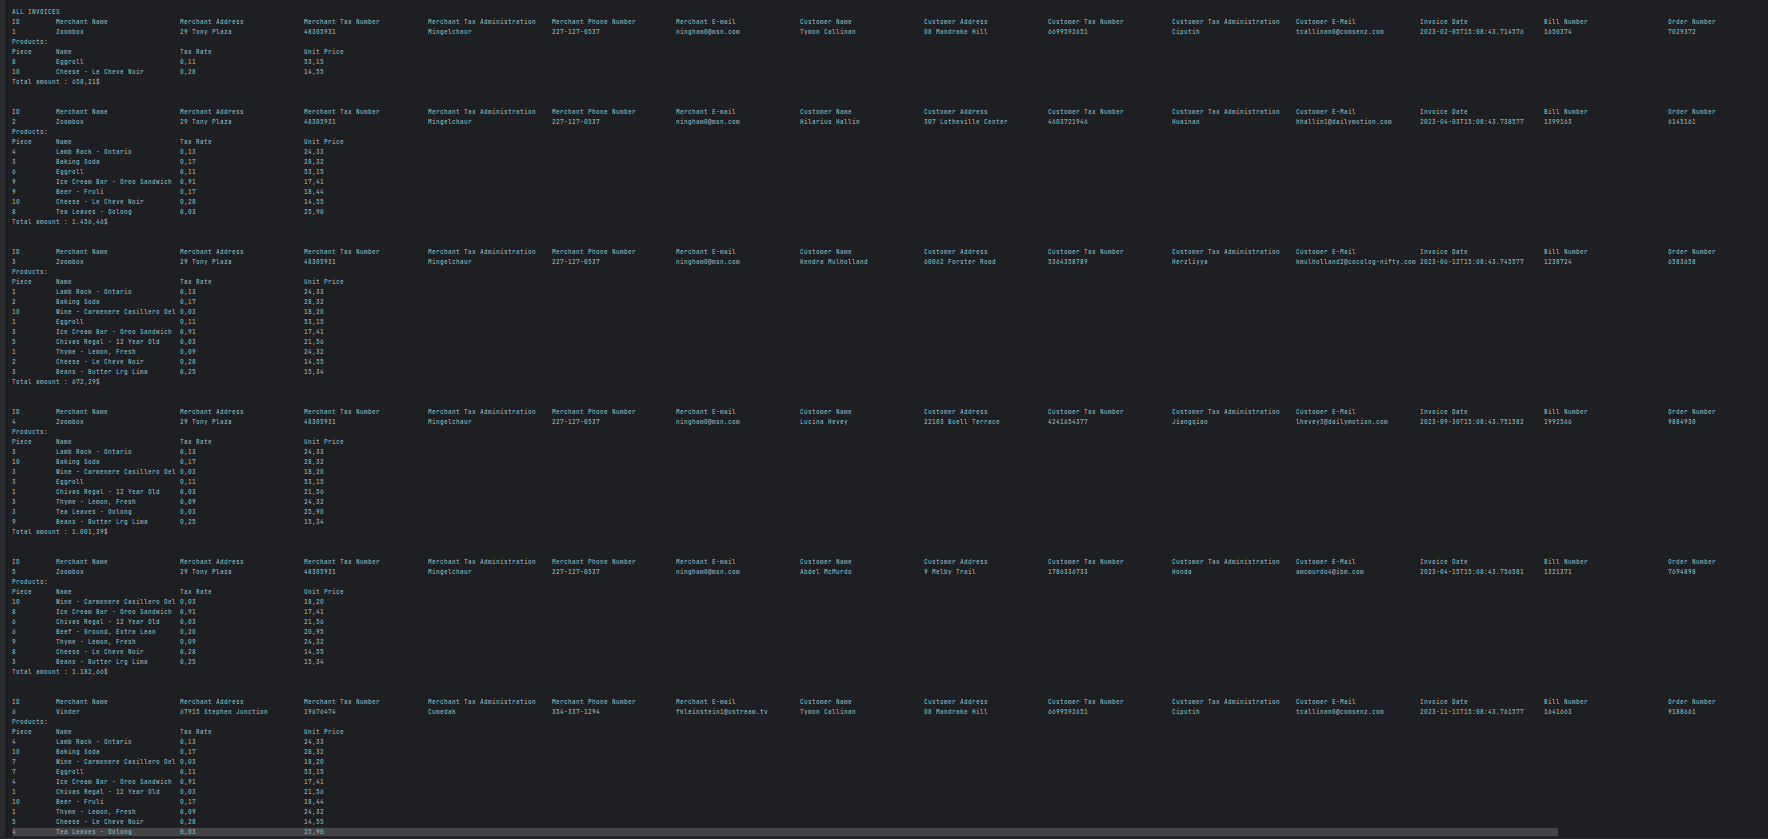 ALL INVOICES
ID Merchant Name Merchant Address Merchant Tax Number Merchant Tax Administration Merchant Phone Number Merchant E-mail Customer Name Customer Address Customer Tax Number Customer Tax Administration Customer E-Mail Invoice Date Bill Number Order Number
1 Zoombox 29 Tony Plaza 48305931 Mingelchaur 227-127-0537 ningham0@msn.com Tymon Callinan 08 Mandrake Hill 6699592651 Ciputih tcallinan0@comsenz.com 2023-02-05T15:08:43.714576 1650374 7029372
Products:
Piece Name Tax Rate Unit Price
8 Eggroll 0,11 53,15
10 Cheese - Le Cheve Noir 0,28 14,55
Total amount : 658,21$
ID Merchant Name Merchant Address Merchant Tax Number Merchant Tax Administration Merchant Phone Number Merchant E-mail Customer Name Customer Address Customer Tax Number Customer Tax Administration Customer E-Mail Invoice Date Bill Number Order Number
2 Zoombox 29 Tony Plaza 48305931 Mingelchaur 227-127-0537 ningham0@msn.com Hilarius Hallin 307 Lotheville Center 4603721946 Huainan hhallin1@dailymotion.com 2023-04-03T15:08:43.738577 1399163 6145161
Products:
Piece Name Tax Rate Unit Price
4 Lamb Rack - Ontario 0,13 24,33
3 Baking Soda 0,17 28,32
6 Eggroll 0,11 53,15
9 Ice Cream Bar - Oreo Sandwich 0,91 17,41
9 Beer - Fruli 0,17 18,44
10 Cheese - Le Cheve Noir 0,28 14,55
8 Tea Leaves - Oolong 0,03 25,90
Total amount : 1.456,46$
ID Merchant Name Merchant Address Merchant Tax Number Merchant Tax Administration Merchant Phone Number Merchant E-mail Customer Name Customer Address Customer Tax Number Customer Tax Administration Customer E-Mail Invoice Date Bill Number Order Number
3 Zoombox 29 Tony Plaza 48305931 Mingelchaur 227-127-0537 ningham0@msn.com Kendra Mulholland 60062 Forster Road 5364358789 Herzliyya kmulholland2@cocolog-nifty.com 2023-06-12T15:08:43.745577 1238724 6583658
Products:
Piece Name Tax Rate Unit Price
1 Lamb Rack - Ontario 0,13 24,33
2 Baking Soda 0,17 28,32
10 Wine - Carmenere Casillero Del 0,03 18,20
1 Eggroll 0,11 53,15
3 Ice Cream Bar - Oreo Sandwich 0,91 17,41
5 Chivas Regal - 12 Year Old 0,03 21,56
1 Thyme - Lemon, Fresh 0,09 24,32
2 Cheese - Le Cheve Noir 0,28 14,55
3 Beans - Butter Lrg Lima 0,25 15,34
Total amount : 672,29$
ID Merchant Name Merchant Address Merchant Tax Number Merchant Tax Administration Merchant Phone Number Merchant E-mail Customer Name Customer Address Customer Tax Number Customer Tax Administration Customer E-Mail Invoice Date Bill Number Order Number
4 Zoombox 29 Tony Plaza 48305931 Mingelchaur 227-127-0537 ningham0@msn.com Lucina Hevey 22103 Buell Terrace 4241654377 Jiangqiao lhevey3@dailymotion.com 2023-09-30T15:08:43.751582 1992566 9884930
Products:
Piece Name Tax Rate Unit Price
3 Lamb Rack - Ontario 0,13 24,33
10 Baking Soda 0,17 28,32
3 Wine - Carmenere Casillero Del 0,03 18,20
3 Eggroll 0,11 53,15
1 Chivas Regal - 12 Year Old 0,03 21,56
3 Thyme - Lemon, Fresh 0,09 24,32
3 Tea Leaves - Oolong 0,03 25,90
9 Beans - Butter Lrg Lima 0,25 15,34
Total amount : 1.001,39$
ID Merchant Name Merchant Address Merchant Tax Number Merchant Tax Administration Merchant Phone Number Merchant E-mail Customer Name Customer Address Customer Tax Number Customer Tax Administration Customer E-Mail Invoice Date Bill Number Order Number
5 Zoombox 29 Tony Plaza 48305931 Mingelchaur 227-127-0537 ningham0@msn.com Abdel McMurdo 9 Melby Trail 1786336733 Honda amcmurdo4@ibm.com 2023-04-15T15:08:43.756581 1321371 7694898
Products:
Piece Name Tax Rate Unit Price
10 Wine - Carmenere Casillero Del 0,03 18,20
8 Ice Cream Bar - Oreo Sandwich 0,91 17,41
6 Chivas Regal - 12 Year Old 0,03 21,56
6 Beef - Ground, Extra Lean 0,20 20,95
9 Thyme - Lemon, Fresh 0,09 24,32
8 Cheese - Le Cheve Noir 0,28 14,55
3 Beans - Butter Lrg Lima 0,25 15,34
Total amount : 1.182,66$
ID Merchant Name Merchant Address Merchant Tax Number Merchant Tax Administration Merchant Phone Number Merchant E-mail Customer Name Customer Address Customer Tax Number Customer Tax Administration Customer E-Mail Invoice Date Bill Number Order Number
6 Vinder 67915 Stephen Junction 19676474 Cumedak 354-337-1294 fkleinstein1@ustream.tv Tymon Callinan 08 Mandrake Hill 6699592651 Ciputih tcallinan0@comsenz.com 2023-11-11T15:08:43.761577 1641663 9188661
Products:
Piece Name Tax Rate Unit Price
4 Lamb Rack - Ontario 0,13 24,33
10 Baking Soda 0,17 28,32
7 Wine - Carmenere Casillero Del 0,03 18,20
7 Eggroll 0,11 53,15
4 Ice Cream Bar - Oreo Sandwich 0,91 17,41
1 Chivas Regal - 12 Year Old 0,03 21,56
10 Beer - Fruli 0,17 18,44
1 Thyme - Lemon, Fresh 0,09 24,32
5 Cheese - Le Cheve Noir 0,28 14,55
4 Tea Leaves - Oolong 0,03 25,90